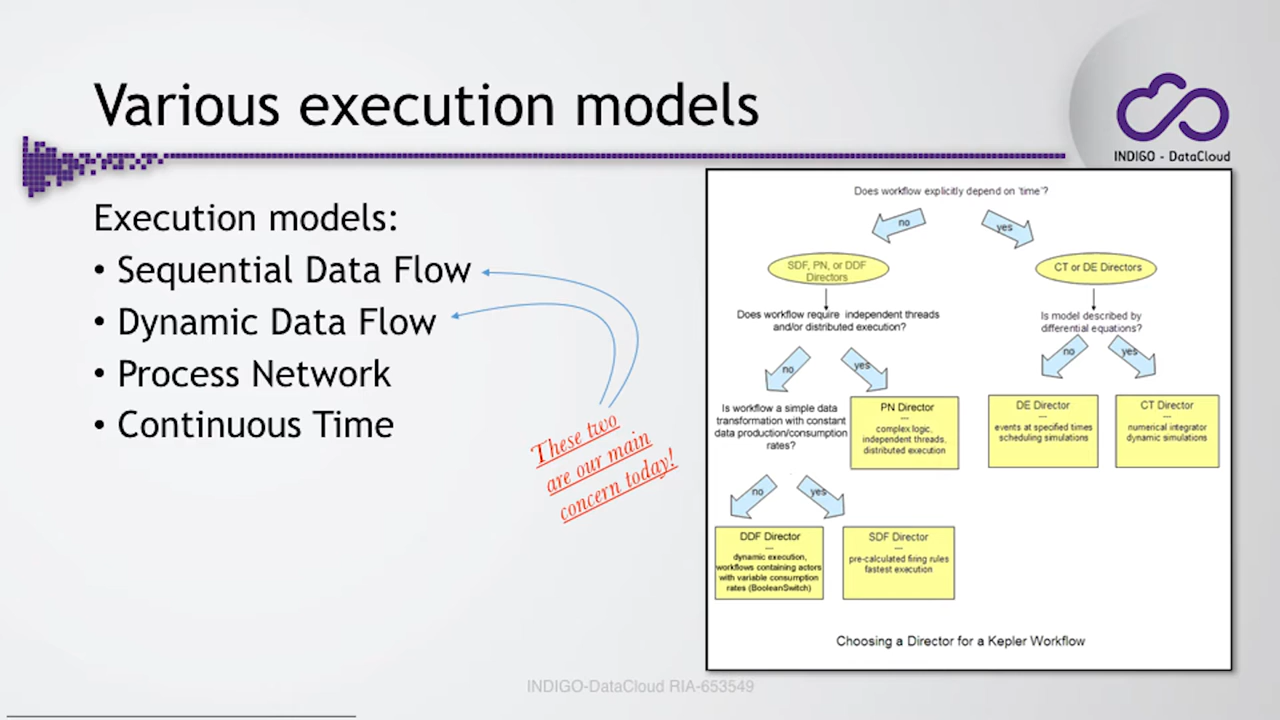 Various execution models
INDIGO - DataCloud
Execution models:
• Sequential Data Flow
• Dynamic Data Flow
• Process Network
• Continuous Time
These two
are our main
concern today!
Does workflow explicitly depend on 'time'?
no
yes
SDF, PN, or DDF
Directors
CT or DE Directors
Does workflow require independent threads
and/or distributed execution?
Is model described by
differential equations?
no
yes
no
yes
Is workflow a simple data
transformation with constant
data production/consumption
rates?
PN Director
---
complex logic,
independent threads,
distributed execution
DE Director
---
events at specified times
scheduling simulations
CT Director
---
numerical integrator
dynamic simulations
no
yes
DDF Director
---
dynamic execution,
workflows containing actors
with variable consumption
rates (BooleanSwitch)
SDF Director
---
pre-calculated firing rules
fastest execution
Choosing a Director for a Kepler Workflow
INDIGO-DataCloud RIA-653549